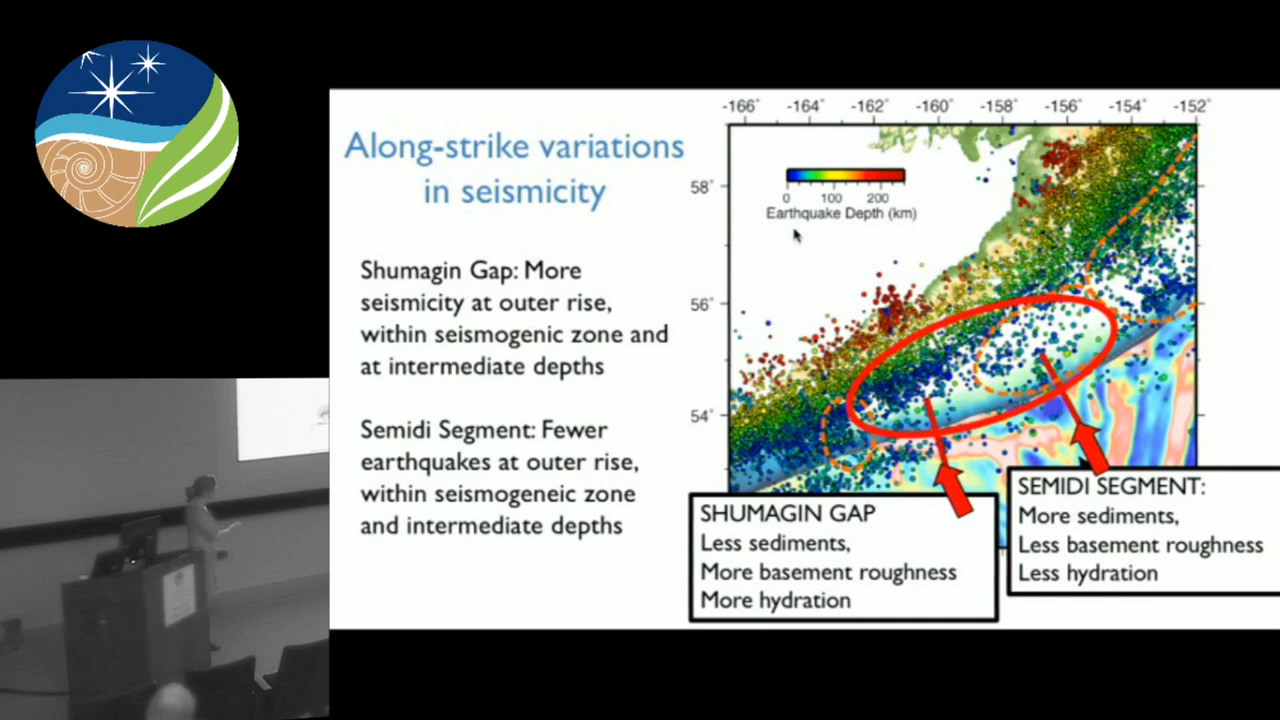 Along-strike variations
in seismicity
Shumagin Gap: More
seismicity at outer rise,
within seismogenic zone and
at intermediate depths
Semidi Segment: Fewer
earthquakes at outer rise,
within seismogeneic zone
and intermediate depths
-166° -164° -162° -160° -158° -156° -154° -152°
58°
56°
54°
0 100 200
Earthquake Depth (km)
SHUMAGIN GAP
Less sediments,
More basement roughness
More hydration
SEMIDI SEGMENT:
More sediments,
Less basement roughness
Less hydration